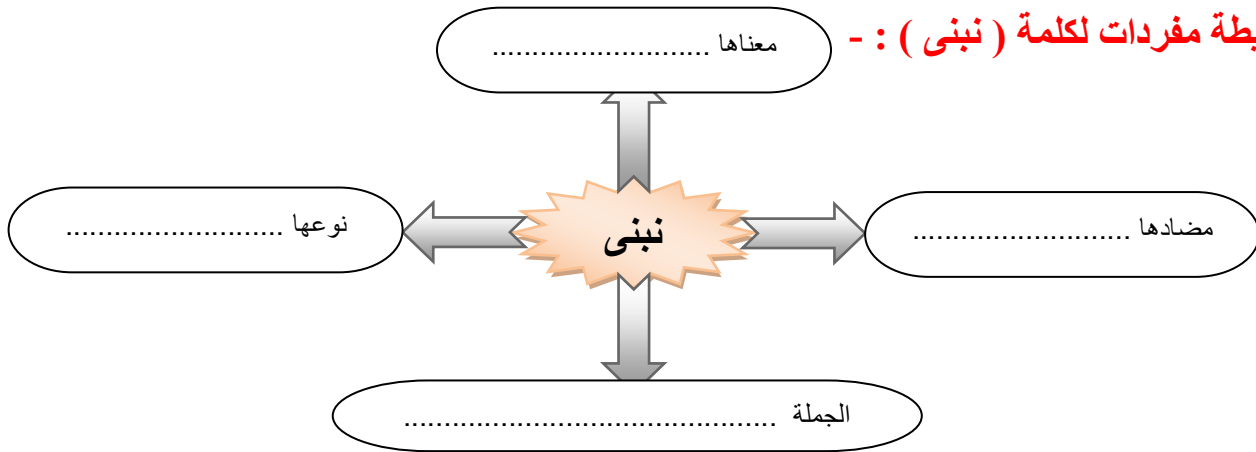 بطة مفردات لكلمة ( نبنى ) : -
معناها ...........................
مضادها ...........................
نبنى
نوعها ...........................
الجملة ...............................................